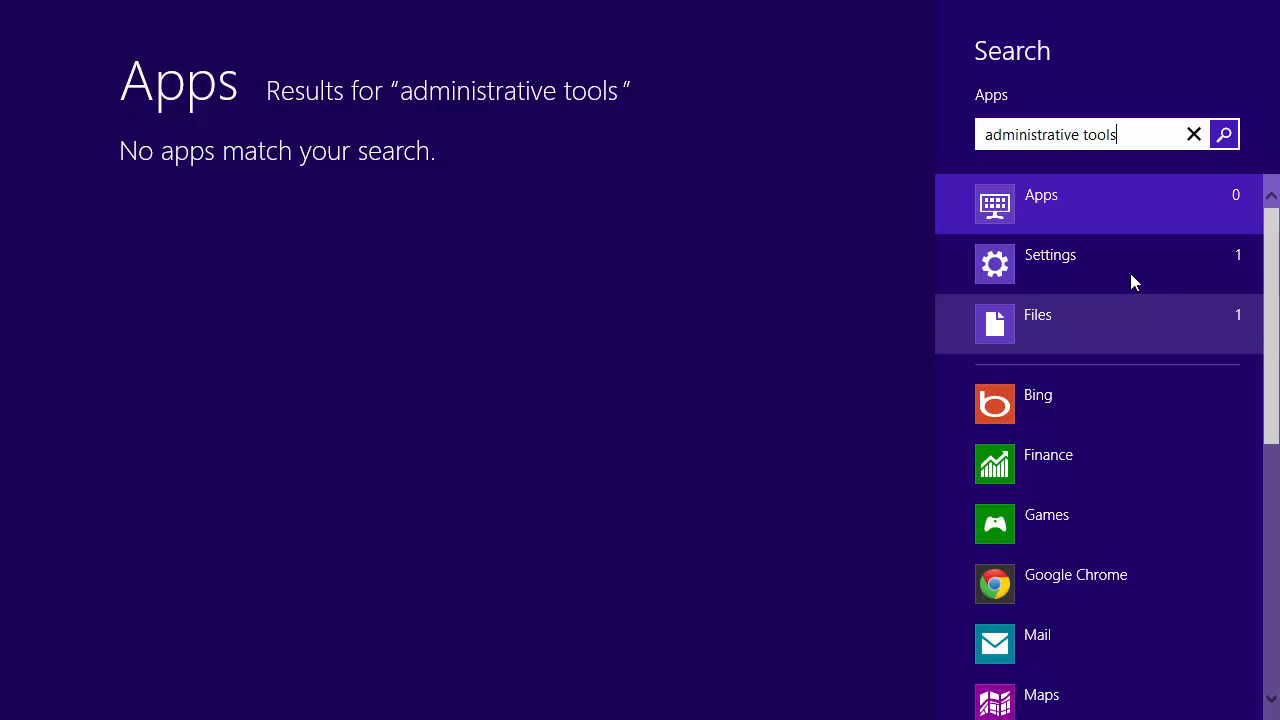 Apps Results for “administrative tools”
No apps match your search.
Search
Apps
administrative tools
Apps 0
Settings 1
Files 1
Bing
Finance
Games
Google Chrome
Mail
Maps